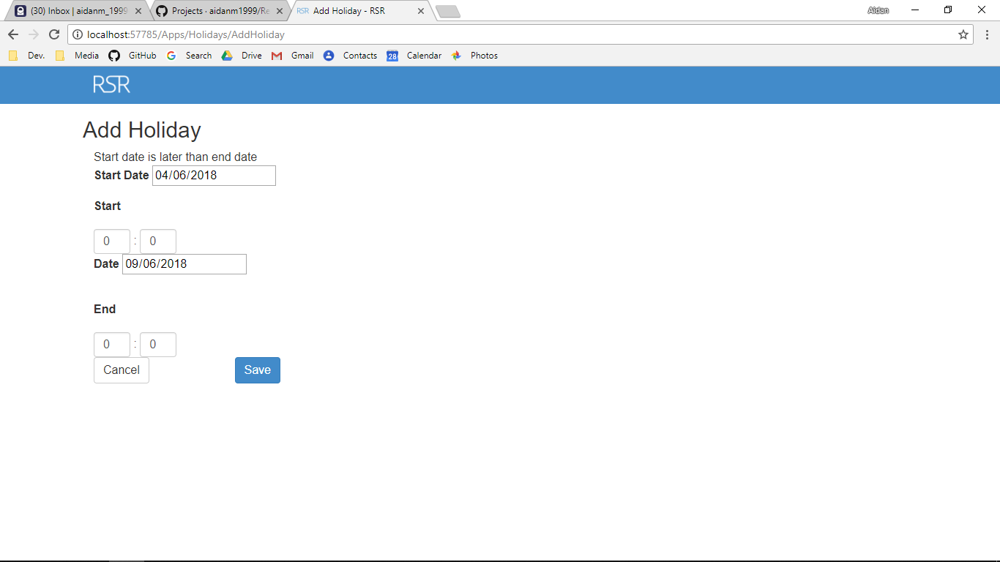 (30) Inbox | aidanm_1999
Projects · aidanm1999/Re
RSR Add Holiday - RSR
Aidan
localhost:57785/Apps/Holidays/AddHoliday
Dev. Media GitHub Search Drive Gmail Contacts 28 Calendar Photos
RSR
Add Holiday
Start date is later than end date
Start Date 04/06/2018
Start
0 : 0
Date 09/06/2018
End
0 : 0
Cancel Save